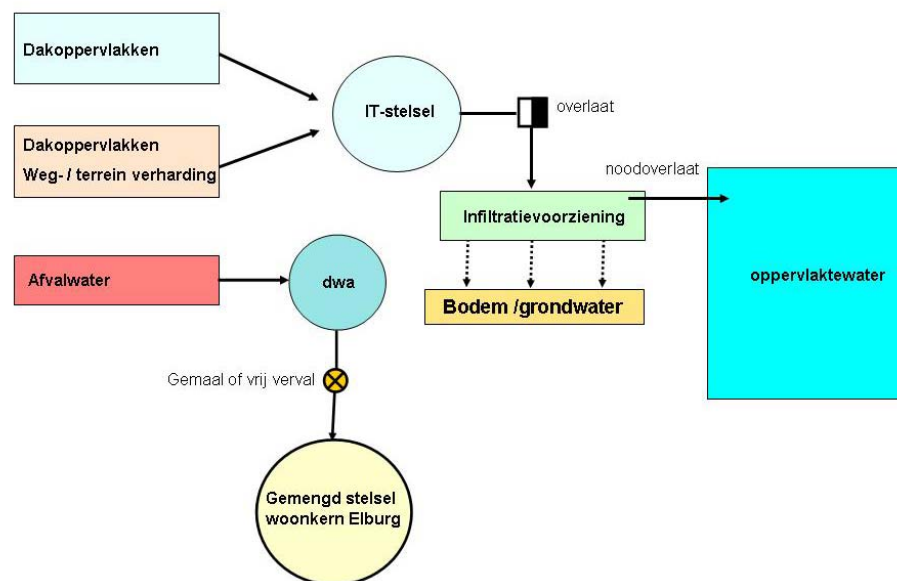 Dakoppervlakken
IT-stelsel
overlaat
Dakoppervlakken
Weg- / terrein verharding
noodoverlaat
Infiltratievoorziening
Afvalwater
dwa
oppervlaktewater
Bodem /grondwater
Gemaal of vrij verval
Gemengd stelsel
woonkern Elburg